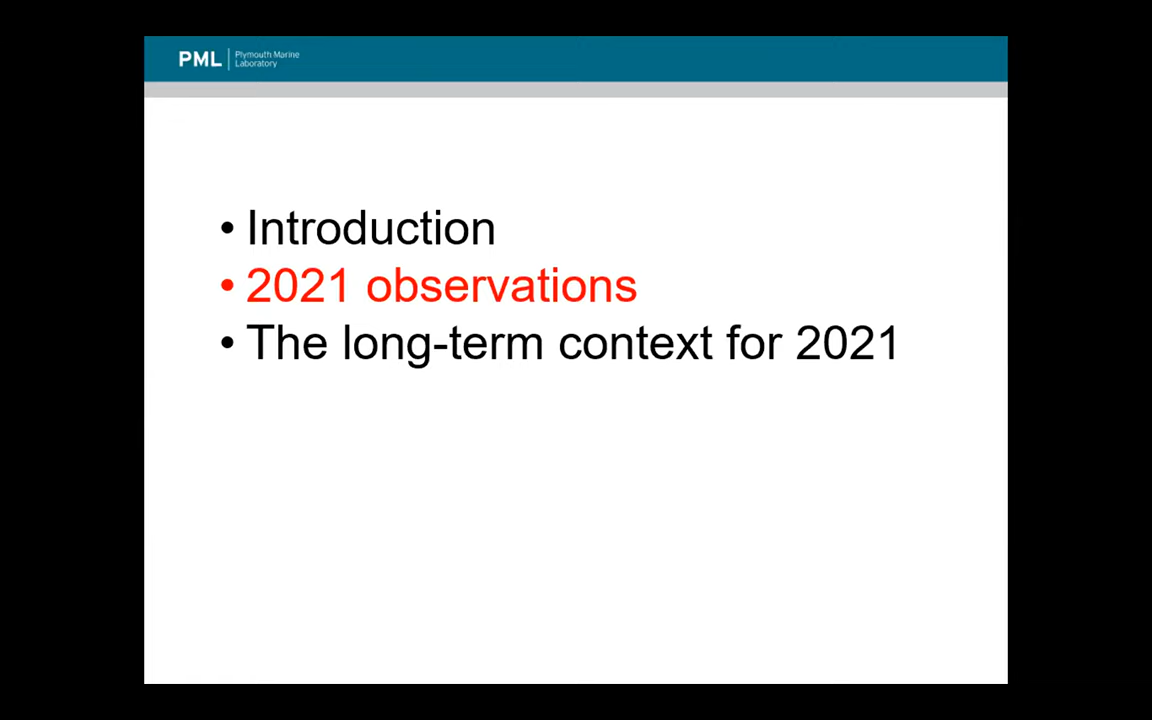 PML
Plymouth Marine
Laboratory
• Introduction
• 2021 observations
• The long-term context for 2021